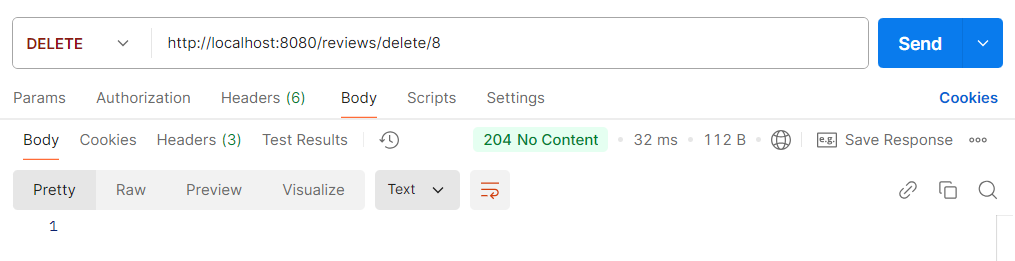 DELETE http://localhost:8080/reviews/delete/8 Send
Params Authorization Headers (6) Body Scripts Settings Cookies
Body Cookies Headers (3) Test Results 204 No Content • 32 ms • 112 B • e.g. Save Response
Pretty Raw Preview Visualize Text
1